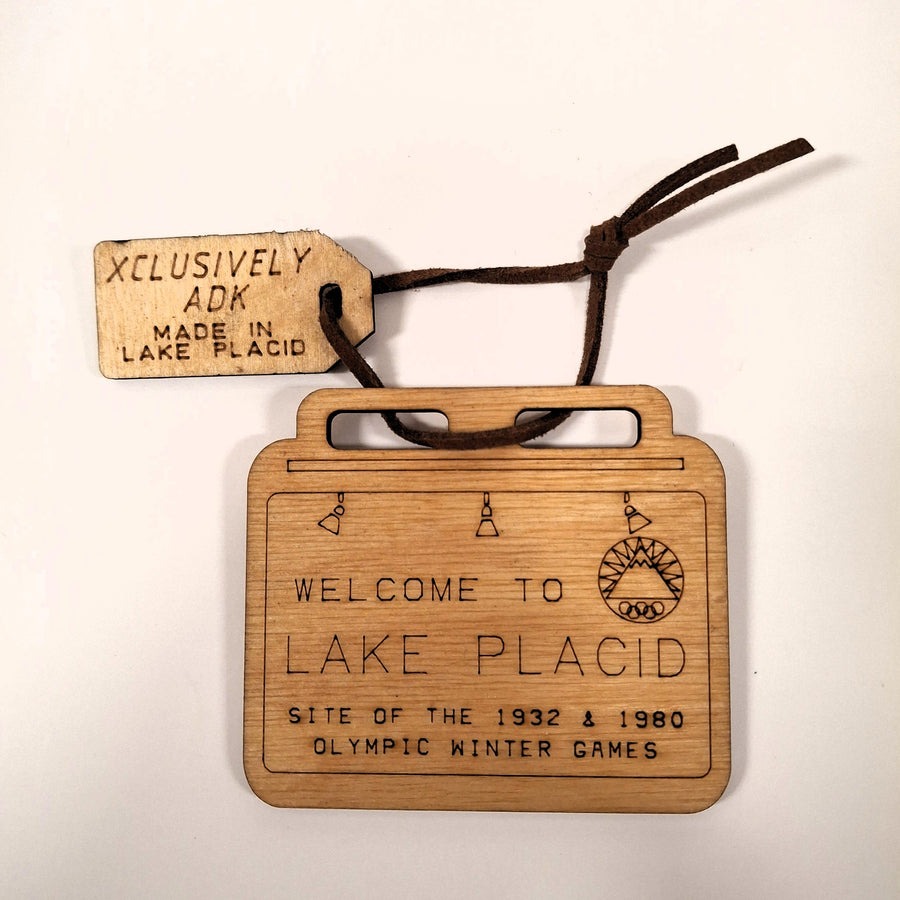 XCLUSIVELY
ADK
MADE IN
LAKE PLACID
WELCOME TO
LAKE PLACID
SITE OF THE 1932 & 1980
OLYMPIC WINTER GAMES